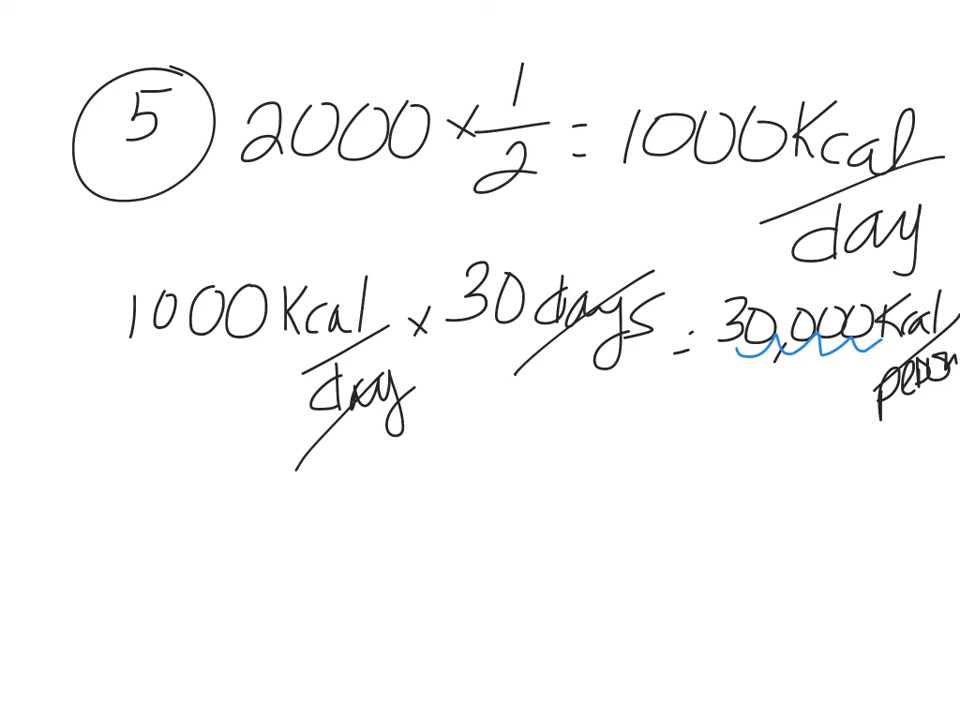 5 2000 × 1/2 = 1000 Kcal/day
1000 Kcal/day × 30 days = 30,000 Kcal/person